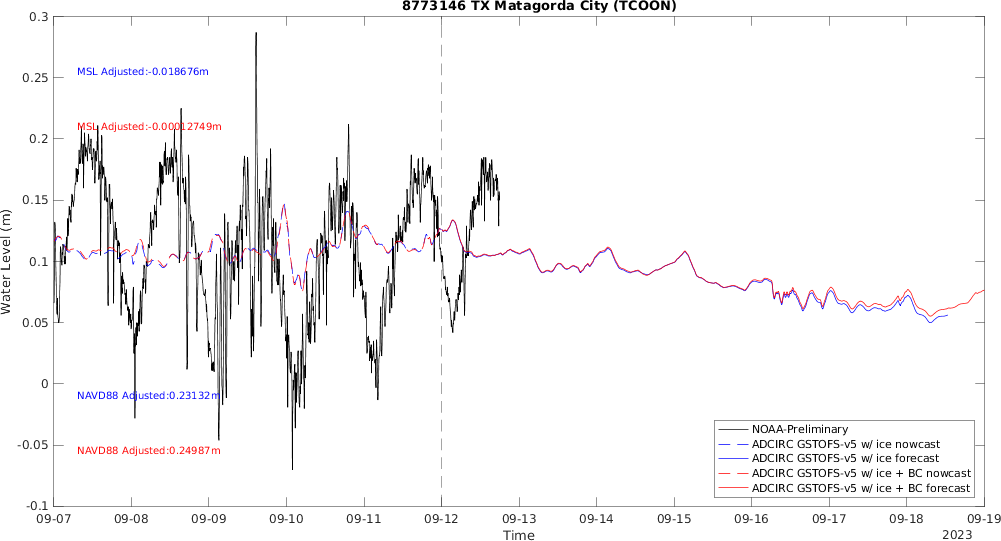 8773146 TX Matagorda City (TCOON)
0.3
0.25
0.2
0.15
0.1
0.05
0
-0.05
-0.1
Water Level (m)
MSL Adjusted:-0.018676m
MSL Adjusted:-0.00012749m
NAVD88 Adjusted:0.23132m
NAVD88 Adjusted:0.24987m
NOAA-Preliminary
ADCIRC GSTOFS-v5 w/ ice nowcast
ADCIRC GSTOFS-v5 w/ ice forecast
ADCIRC GSTOFS-v5 w/ ice + BC nowcast
ADCIRC GSTOFS-v5 w/ ice + BC forecast
09-07 09-08 09-09 09-10 09-11 09-12 09-13 09-14 09-15 09-16 09-17 09-18 09-19
Time
2023